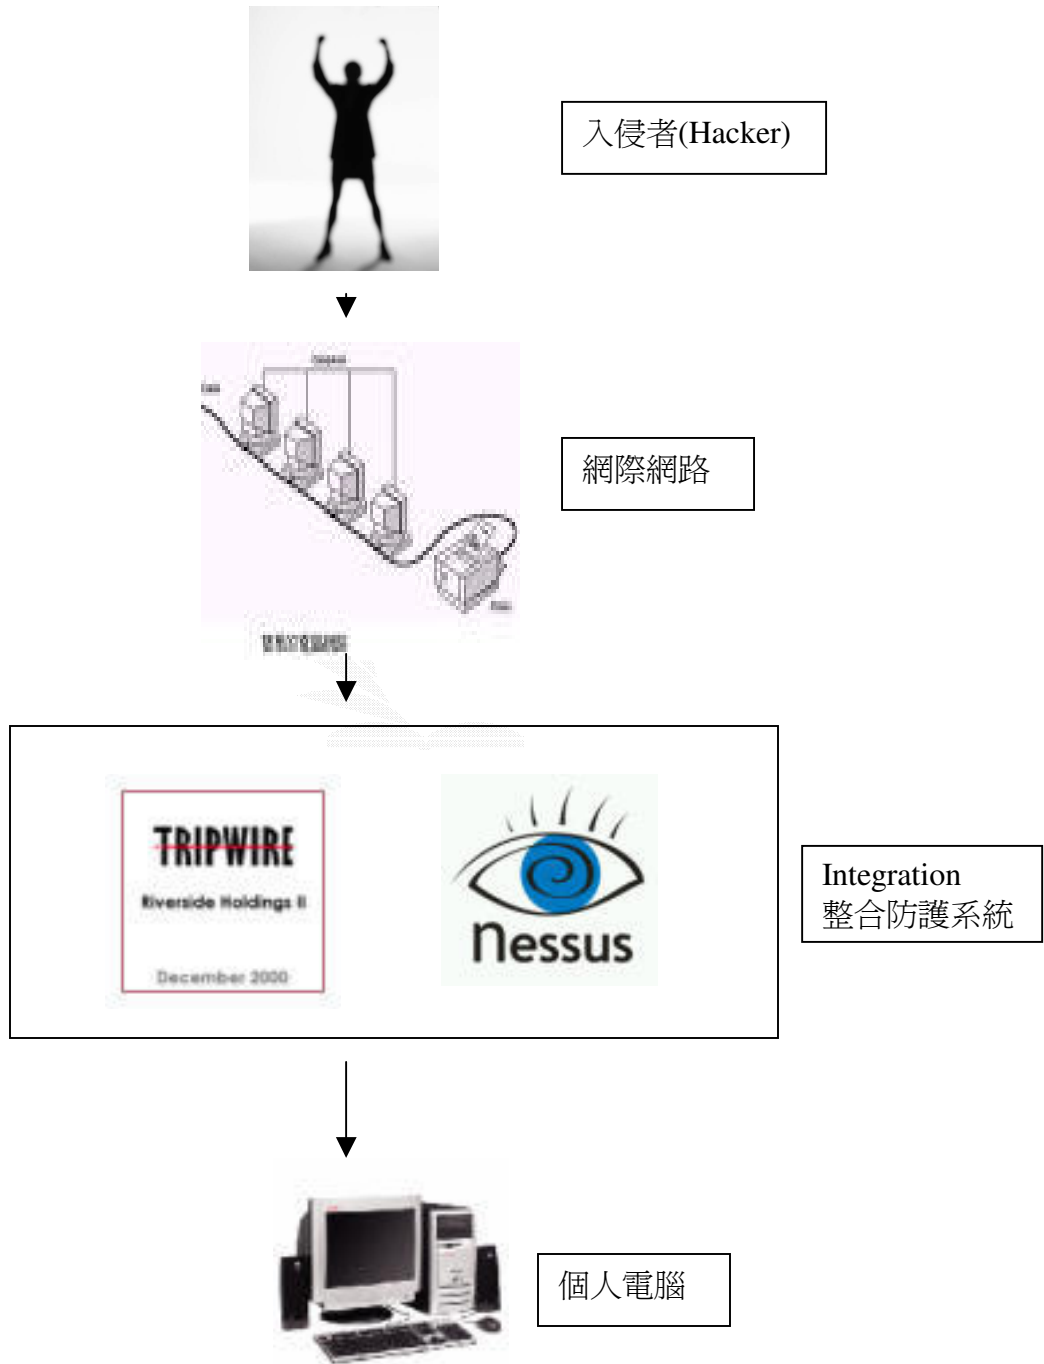 入侵者(Hacker)
網際網路
TRIPWIRE
Riverside Holdings II
December 2000
nessus
Integration
整合防護系統
個人電腦